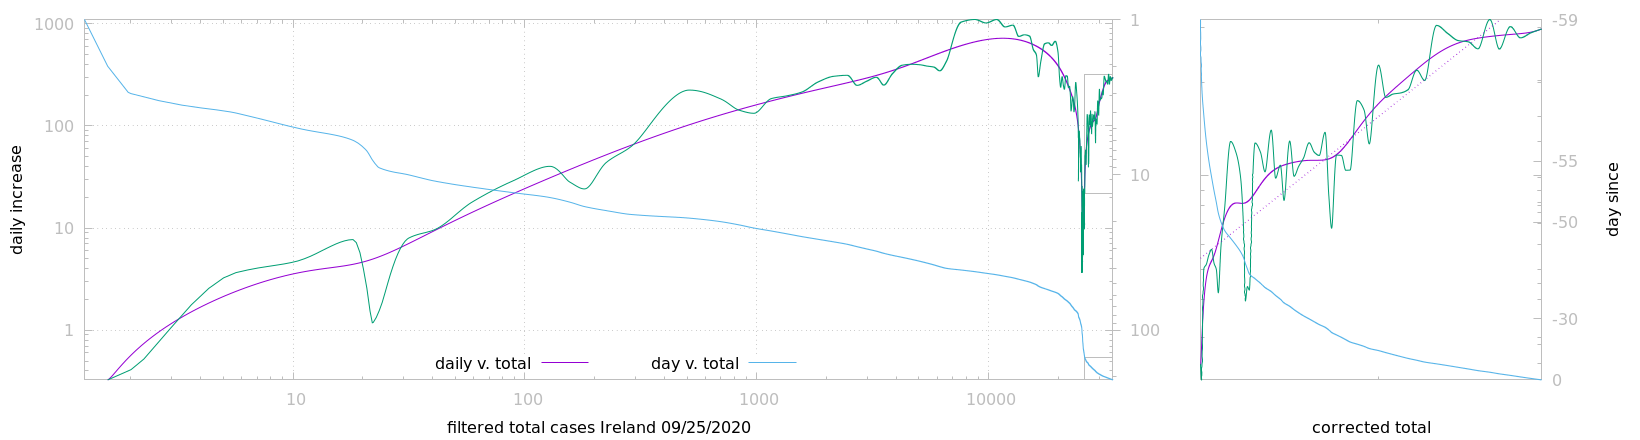 daily increase
1000
100
10
1
10
100
1000
10000
1
10
100
daily v. total
day v. total
filtered total cases Ireland 09/25/2020
-59
-55
-50
-30
0
day since
corrected total